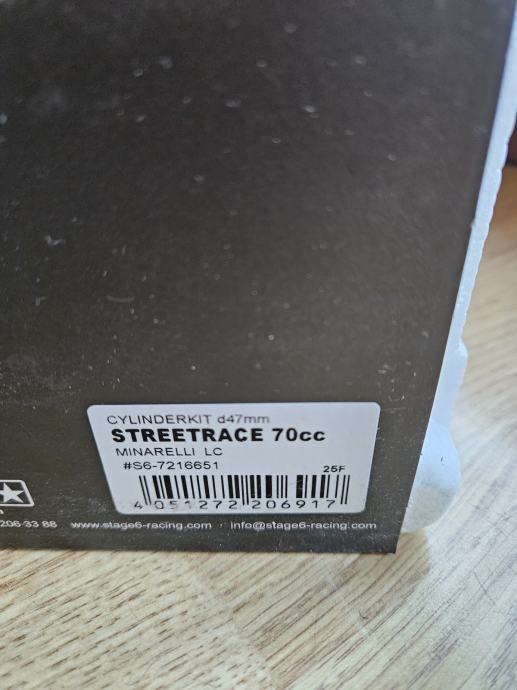 CYLINDERKIT d47mm
STREETRACE 70cc
MINARELLI LC
#S6-7216651
25F
4 051272 206917
206 33 88 www.stage6-racing.com · info@stage6-racing.com